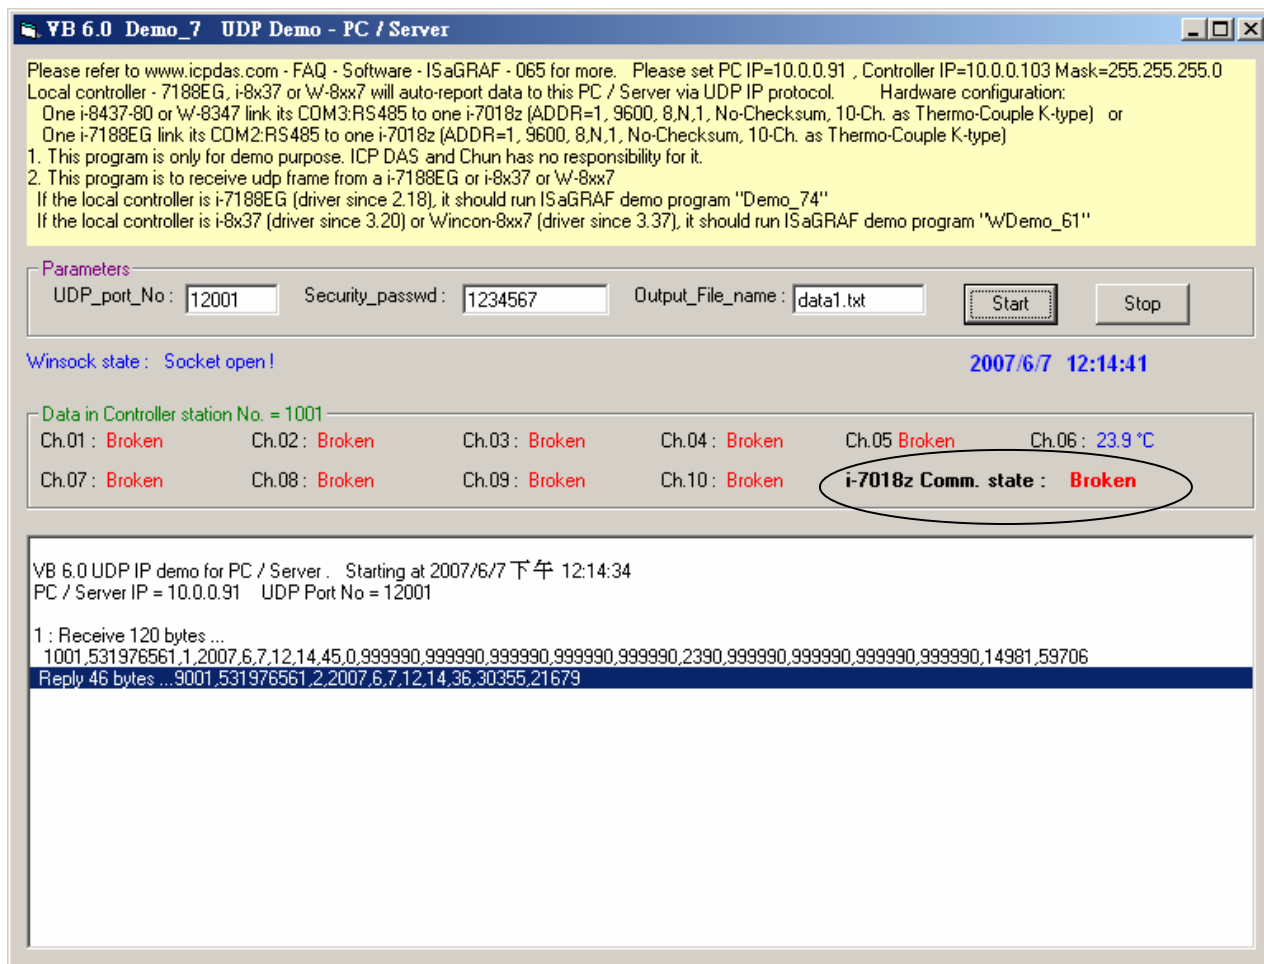 VB 6.0 Demo_7 UDP Demo - PC / Server
Please refer to www.icpdas.com - FAQ - Software - ISaGRAF - 065 for more. Please set PC IP=10.0.0.91 , Controller IP=10.0.0.103 Mask=255.255.255.0
Local controller - 7188EG, i-8x37 or W-8xx7 will auto-report data to this PC / Server via UDP IP protocol. Hardware configuration:
One i-8437-80 or W-8347 link its COM3:RS485 to one i-7018z (ADDR=1, 9600, 8,N,1, No-Checksum, 10-Ch. as Thermo-Couple K-type) or
One i-7188EG link its COM2:RS485 to one i-7018z (ADDR=1, 9600, 8,N,1, No-Checksum, 10-Ch. as Thermo-Couple K-type)
1. This program is only for demo purpose. ICP DAS and Chun has no responsibility for it.
2. This program is to receive udp frame from a i-7188EG or i-8x37 or W-8xx7
If the local controller is i-7188EG (driver since 2.18), it should run ISaGRAF demo program "Demo_74"
If the local controller is i-8x37 (driver since 3.20) or Wincon-8xx7 (driver since 3.37), it should run ISaGRAF demo program "WDemo_61"
Parameters
UDP_port_No : 12001 Security_passwd : 1234567 Output_File_name : data1.txt Start Stop
Winsock state : Socket open ! 2007/6/7 12:14:41
Data in Controller station No. = 1001
Ch.01 : Broken Ch.02 : Broken Ch.03 : Broken Ch.04 : Broken Ch.05 Broken Ch.06 : 23.9 °C
Ch.07 : Broken Ch.08 : Broken Ch.09 : Broken Ch.10 : Broken i-7018z Comm. state : Broken
VB 6.0 UDP IP demo for PC / Server . Starting at 2007/6/7 下午 12:14:34
PC / Server IP = 10.0.0.91 UDP Port No = 12001
1 : Receive 120 bytes ...
1001,531976561,1,2007,6,7,12,14,45,0,999990,999990,999990,999990,999990,2390,999990,999990,999990,999990,14981,59706
Reply 46 bytes ...9001,531976561,2,2007,6,7,12,14,36,30355,21679